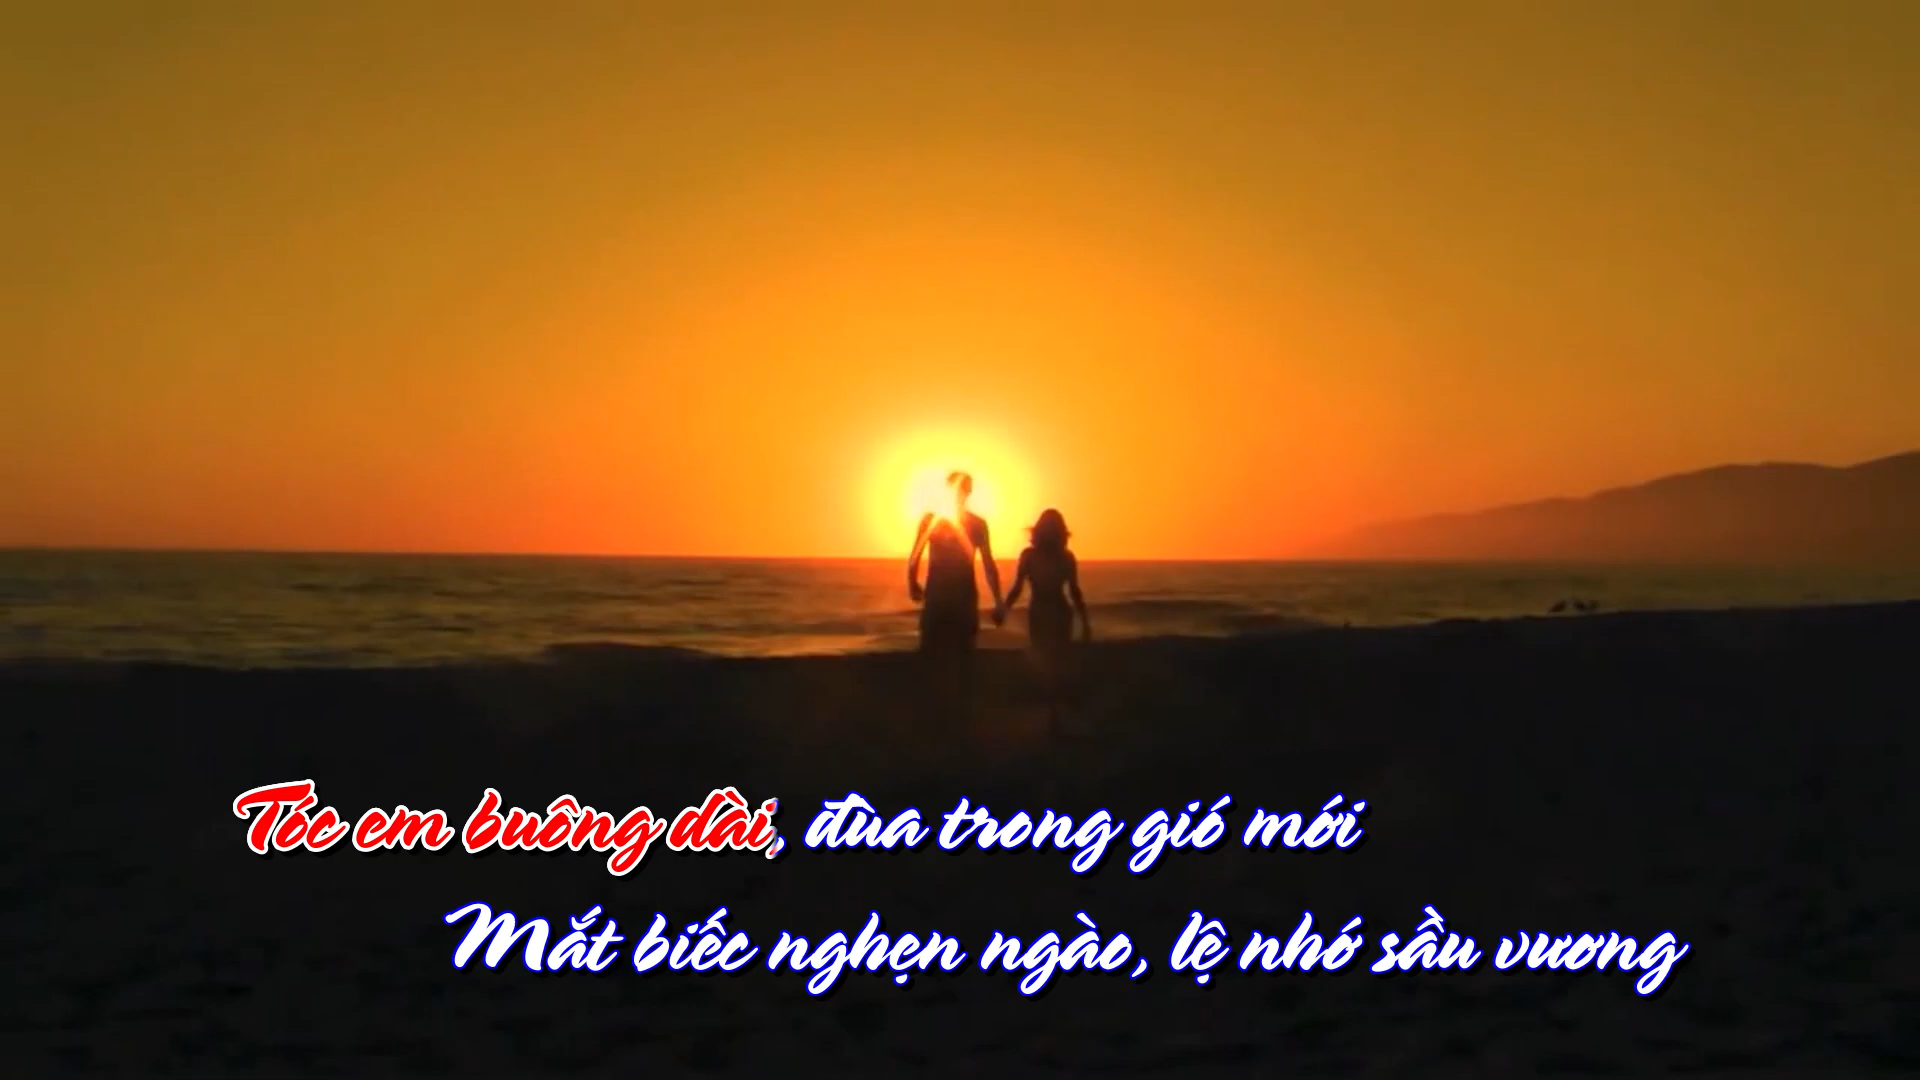 Tóc em buông dài, đùa trong gió mới
Mắt biếc nghẹn ngào, lệ nhớ sầu vương